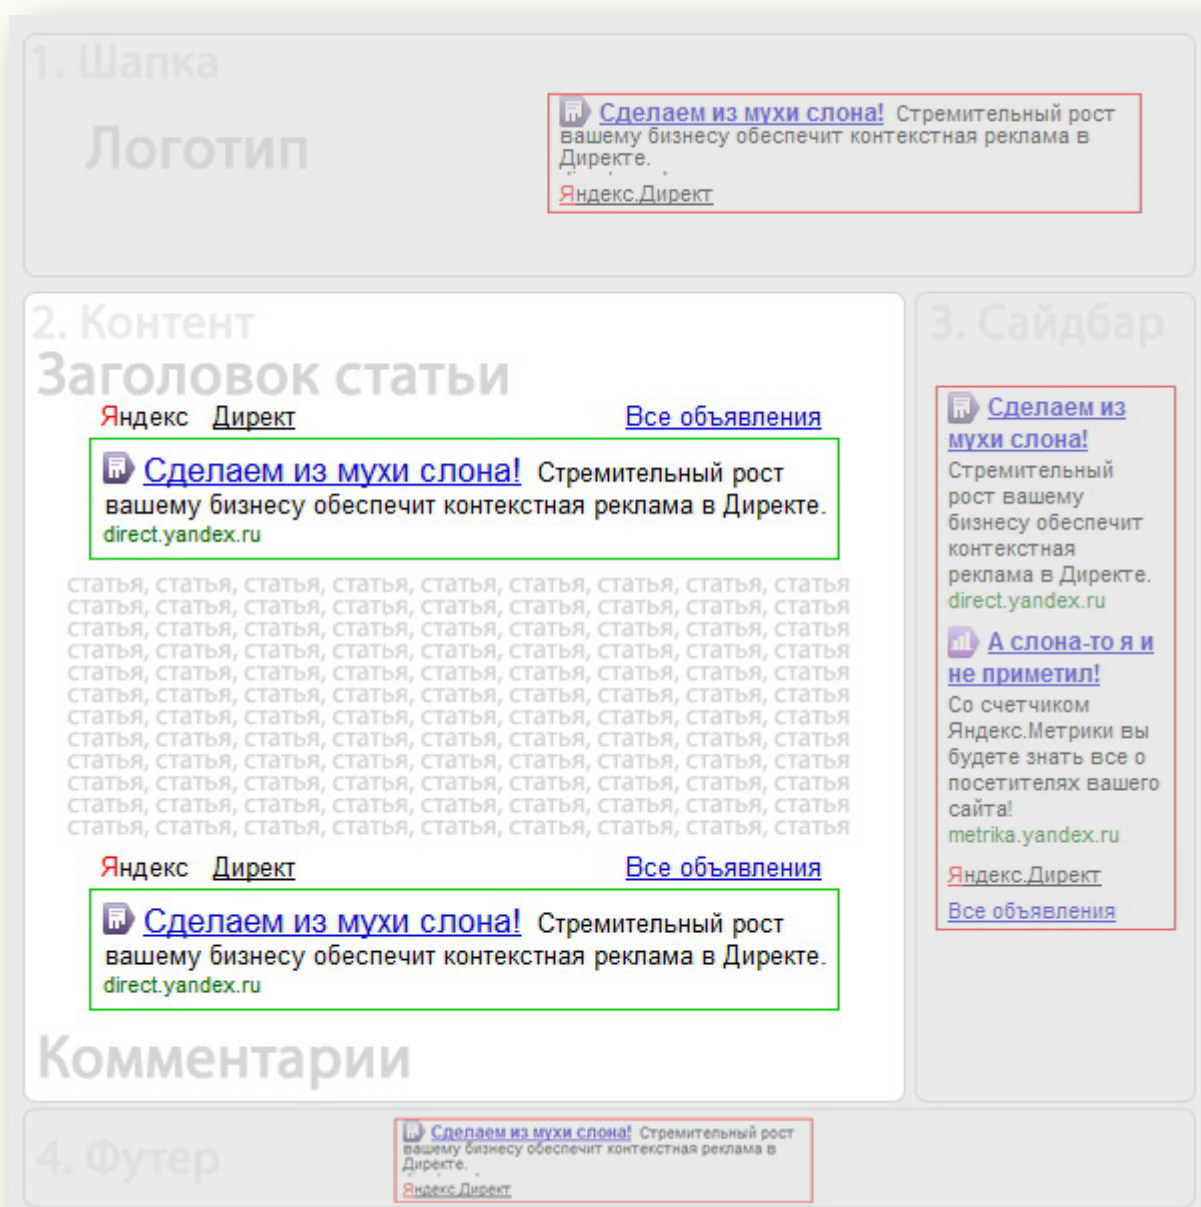 1. Шапка
Логотип
Сделаем из мухи слона! Стремительный рост
вашему бизнесу обеспечит контекстная реклама в
Директе.
Яндекс.Директ
2. Контент
Заголовок статьи
Яндекс Директ Все объявления
Сделаем из мухи слона! Стремительный рост
вашему бизнесу обеспечит контекстная реклама в Директе.
direct.yandex.ru
статья, статья, статья, статья, статья, статья, статья, статья, статья
статья, статья, статья, статья, статья, статья, статья, статья, статья
статья, статья, статья, статья, статья, статья, статья, статья, статья
статья, статья, статья, статья, статья, статья, статья, статья, статья
статья, статья, статья, статья, статья, статья, статья, статья, статья
статья, статья, статья, статья, статья, статья, статья, статья, статья
статья, статья, статья, статья, статья, статья, статья, статья, статья
статья, статья, статья, статья, статья, статья, статья, статья, статья
статья, статья, статья, статья, статья, статья, статья, статья, статья
статья, статья, статья, статья, статья, статья, статья, статья, статья
статья, статья, статья, статья, статья, статья, статья, статья, статья
статья, статья, статья, статья, статья, статья, статья, статья, статья
Яндекс Директ Все объявления
Сделаем из мухи слона! Стремительный рост
вашему бизнесу обеспечит контекстная реклама в Директе.
direct.yandex.ru
Комментарии
3. Сайдбар
Сделаем из
мухи слона!
Стремительный
рост вашему
бизнесу обеспечит
контекстная
реклама в Директе.
direct.yandex.ru
А слона-то я и
не приметил!
Со счетчиком
Яндекс.Метрики вы
будете знать все о
посетителях вашего
сайта!
metrika.yandex.ru
Яндекс.Директ
Все объявления
4. Футер
Сделаем из мухи слона! Стремительный рост
вашему бизнесу обеспечит контекстная реклама в
Директе.
Яндекс.Директ